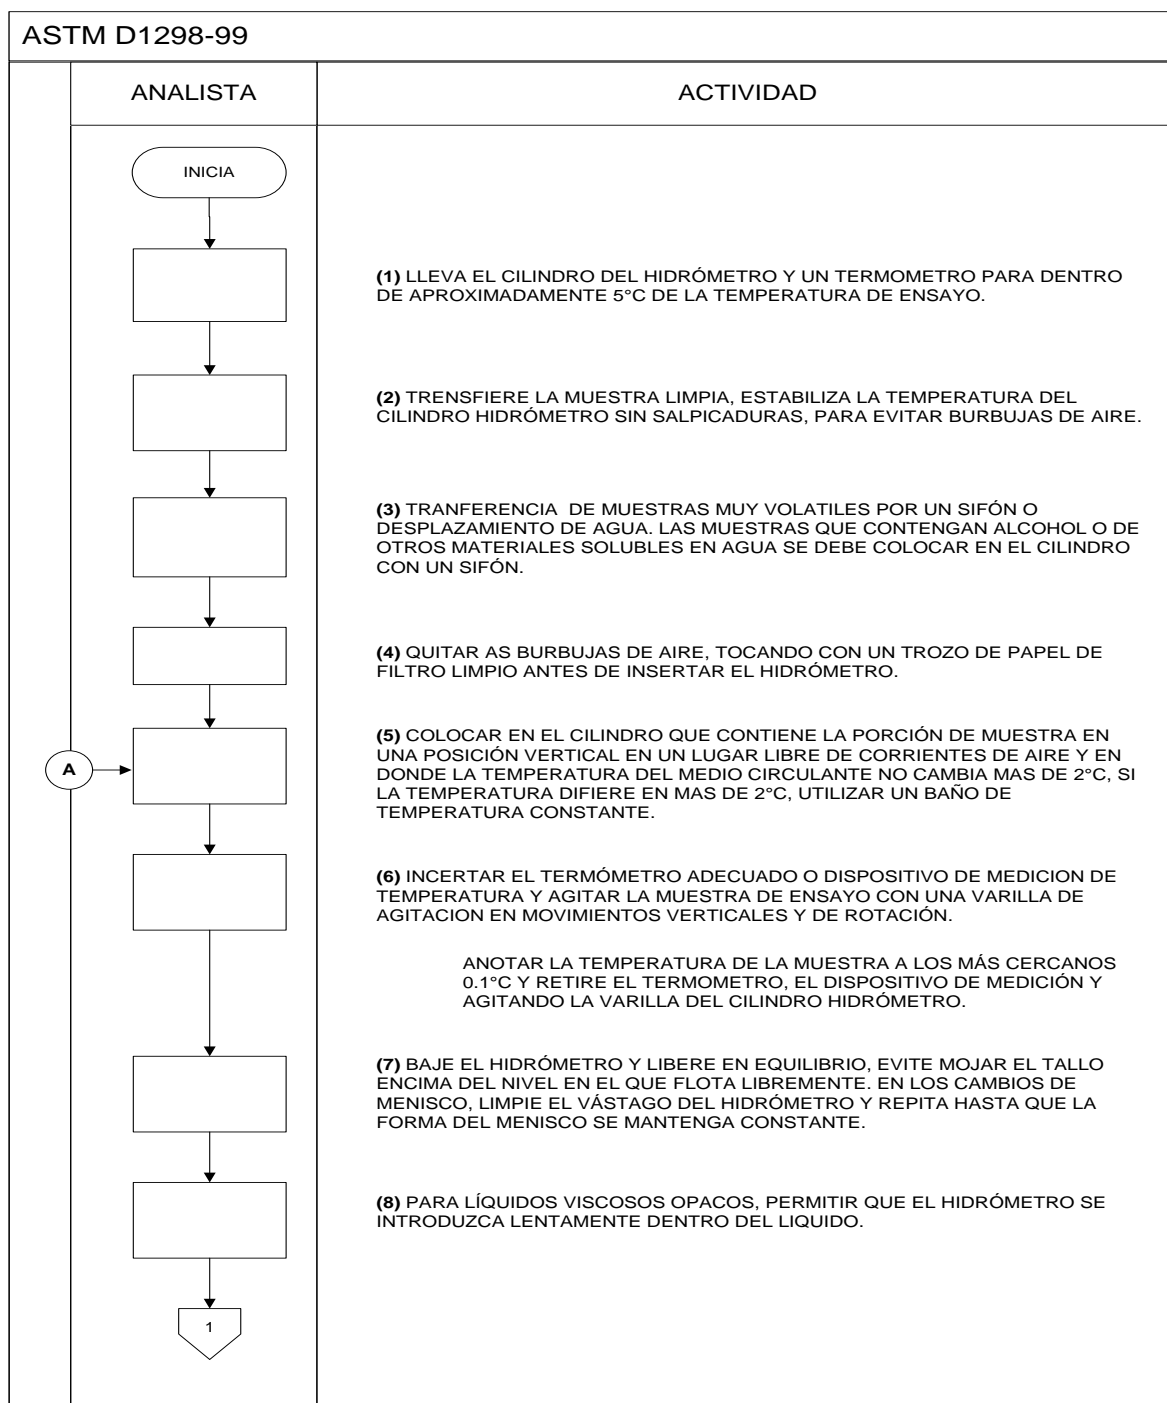 ASTM D1298-99
ANALISTA
ACTIVIDAD
INICIA
(1) LLEVA EL CILINDRO DEL HIDRÓMETRO Y UN TERMOMETRO PARA DENTRO
DE APROXIMADAMENTE 5°C DE LA TEMPERATURA DE ENSAYO.
(2) TRENSFIERE LA MUESTRA LIMPIA, ESTABILIZA LA TEMPERATURA DEL
CILINDRO HIDRÓMETRO SIN SALPICADURAS, PARA EVITAR BURBUJAS DE AIRE.
(3) TRANFERENCIA DE MUESTRAS MUY VOLATILES POR UN SIFÓN O
DESPLAZAMIENTO DE AGUA. LAS MUESTRAS QUE CONTENGAN ALCOHOL O DE
OTROS MATERIALES SOLUBLES EN AGUA SE DEBE COLOCAR EN EL CILINDRO
CON UN SIFÓN.
(4) QUITAR AS BURBUJAS DE AIRE, TOCANDO CON UN TROZO DE PAPEL DE
FILTRO LIMPIO ANTES DE INSERTAR EL HIDRÓMETRO.
A
(5) COLOCAR EN EL CILINDRO QUE CONTIENE LA PORCIÓN DE MUESTRA EN
UNA POSICIÓN VERTICAL EN UN LUGAR LIBRE DE CORRIENTES DE AIRE Y EN
DONDE LA TEMPERATURA DEL MEDIO CIRCULANTE NO CAMBIA MAS DE 2°C, SI
LA TEMPERATURA DIFIERE EN MAS DE 2°C, UTILIZAR UN BAÑO DE
TEMPERATURA CONSTANTE.
(6) INCERTAR EL TERMÓMETRO ADECUADO O DISPOSITIVO DE MEDICION DE
TEMPERATURA Y AGITAR LA MUESTRA DE ENSAYO CON UNA VARILLA DE
AGITACION EN MOVIMIENTOS VERTICALES Y DE ROTACIÓN.
ANOTAR LA TEMPERATURA DE LA MUESTRA A LOS MÁS CERCANOS
0.1°C Y RETIRE EL TERMOMETRO, EL DISPOSITIVO DE MEDICIÓN Y
AGITANDO LA VARILLA DEL CILINDRO HIDRÓMETRO.
(7) BAJE EL HIDRÓMETRO Y LIBERE EN EQUILIBRIO, EVITE MOJAR EL TALLO
ENCIMA DEL NIVEL EN EL QUE FLOTA LIBREMENTE. EN LOS CAMBIOS DE
MENISCO, LIMPIE EL VÁSTAGO DEL HIDRÓMETRO Y REPITA HASTA QUE LA
FORMA DEL MENISCO SE MANTENGA CONSTANTE.
(8) PARA LÍQUIDOS VISCOSOS OPACOS, PERMITIR QUE EL HIDRÓMETRO SE
INTRODUZCA LENTAMENTE DENTRO DEL LIQUIDO.
1